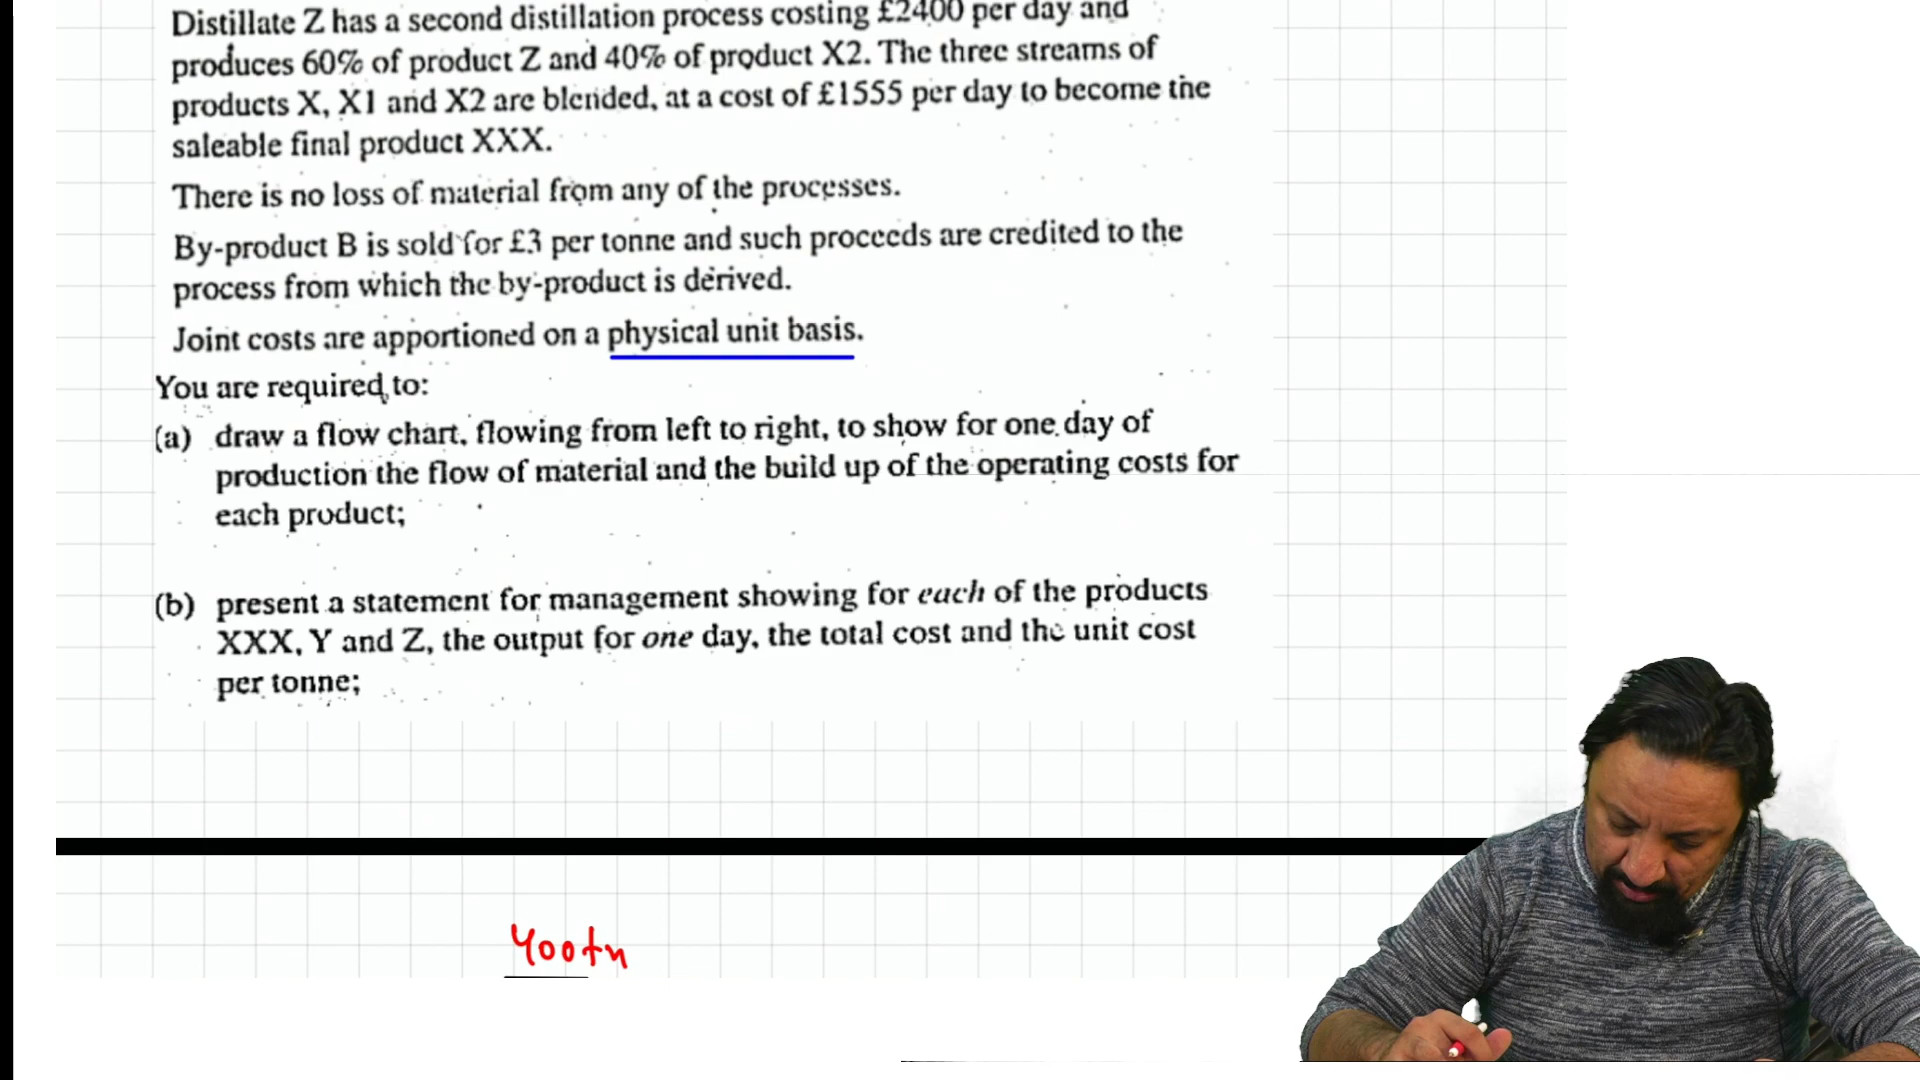 Distillate Z has a second distillation process costing £2400 per day and
produces 60% of product Z and 40% of product X2. The three streams of
products X, X1 and X2 are blended, at a cost of £1555 per day to become the
saleable final product XXX.
There is no loss of material from any of the processes.
By-product B is sold for £3 per tonne and such proceeds are credited to the
process from which the by-product is derived.
Joint costs are apportioned on a physical unit basis.
You are required to:
(a) draw a flow chart, flowing from left to right, to show for one day of
production the flow of material and the build up of the operating costs for
each product;
(b) present a statement for management showing for each of the products
XXX, Y and Z, the output for one day, the total cost and the unit cost
per tonne;
400tn